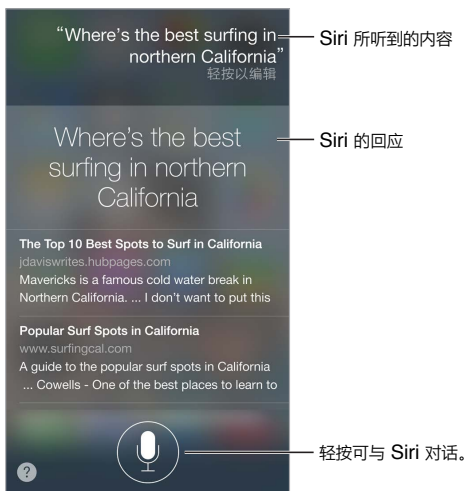 “Where's the best surfing in
northern California”
轻按以编辑
Siri 所听到的内容
Where's the best
surfing in northern
California
Siri 的回应
The Top 10 Best Spots to Surf in California
jdaviswrites.hubpages.com
Mavericks is a famous cold water break in
Northern California. ... I don't want to put this
Popular Surf Spots in California
www.surfingcal.com
A guide to the popular surf spots in California
... Cowells - One of the best places to learn to
轻按可与 Siri 对话。
?